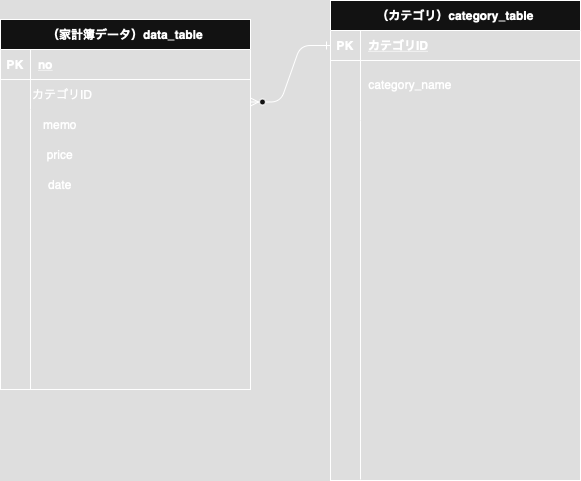 （家計簿データ）data_table
PK no
カテゴリID
memo
price
date
（カテゴリ）category_table
PK カテゴリID
category_name